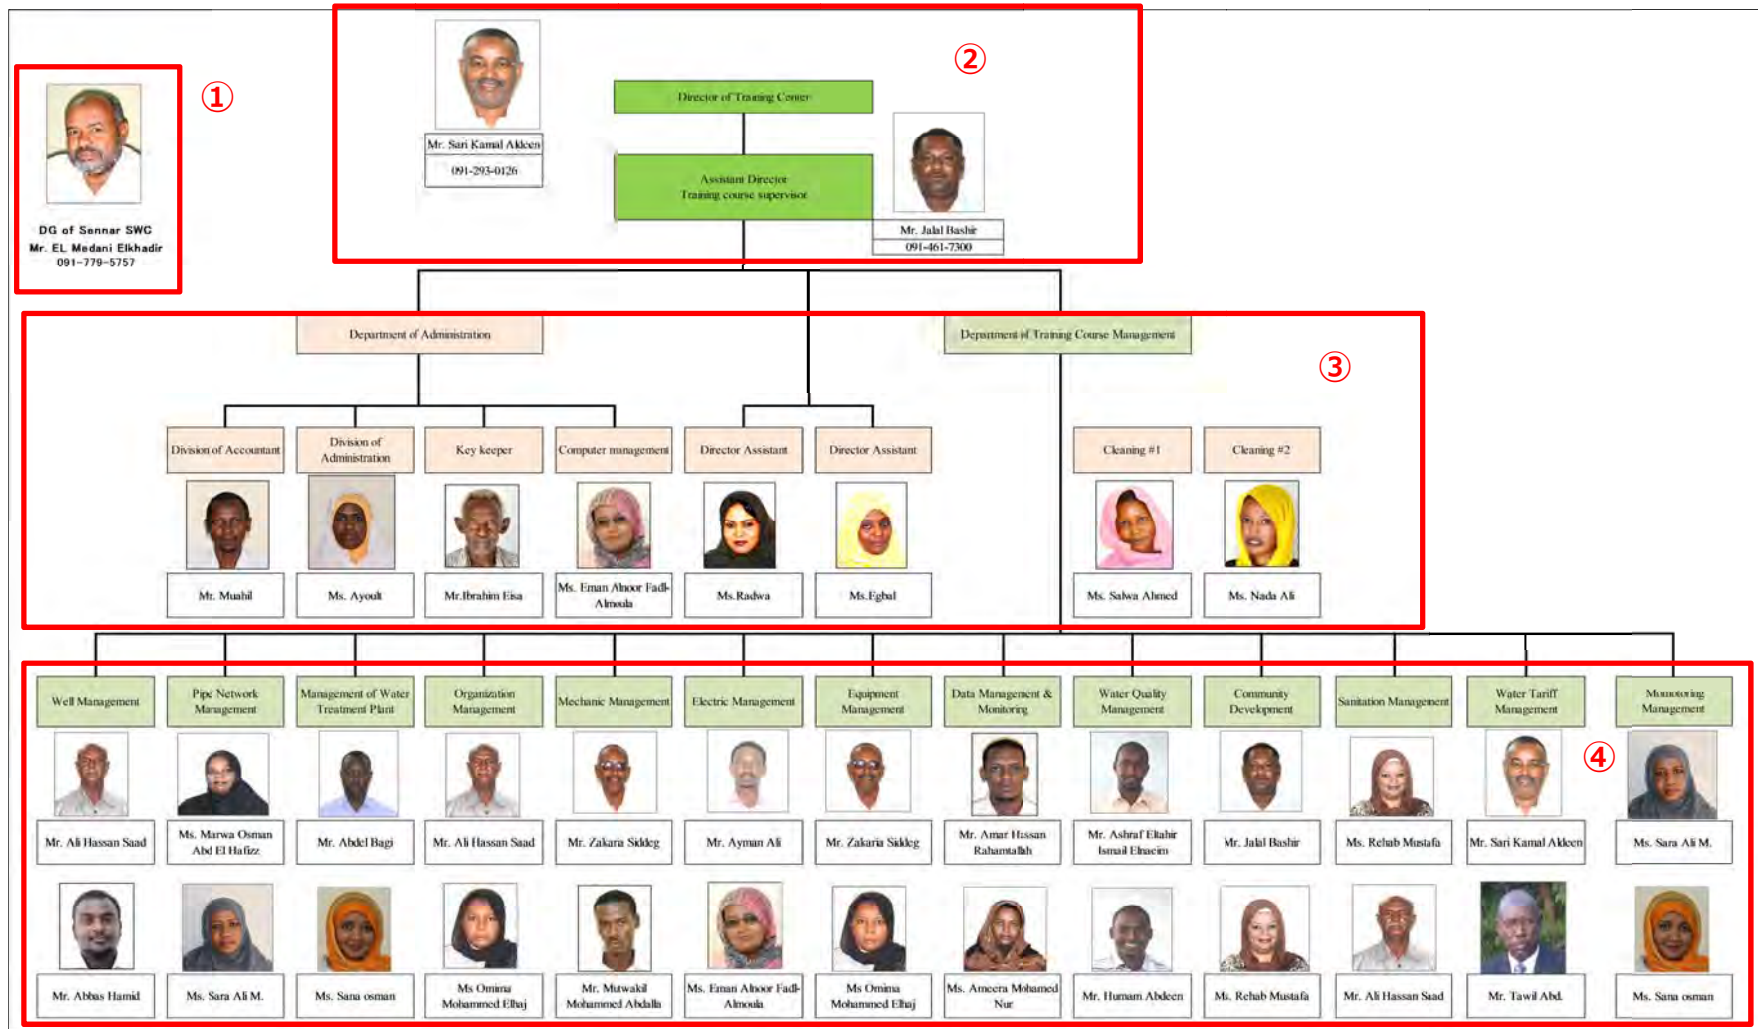 ①
DG of Sennar SWC
Mr. EL Medani Elkhadir
091-779-5757
②
Mr. Sari Kamal Aldeen
091-293-0126
Director of Training Center
Assistant Director
Training course supervisor
Mr. Jalal Bashir
091-461-7300
③
Department of Administration
Department of Training Course Management
Division of Accountant
Division of
Administration
Key keeper
Computer management
Director Assistant
Director Assistant
Cleaning #1
Cleaning #2
Mr. Muahil
Ms. Ayoult
Mr.Ibrahim Eisa
Ms. Eman Alnoor Fadl-
Almoula
Ms.Radwa
Ms.Egbal
Ms. Salwa Ahmed
Ms. Nada Ali
④
Well Management
Pipe Network
Management
Management of Water
Treatment Plant
Organization
Management
Mechanic Management
Electric Management
Equipment
Management
Data Management &
Monitoring
Water Quality
Management
Community
Development
Sanitation Management
Water Tariff
Management
Momotoring
Management
Mr. Ali Hassan Saad
Ms. Marwa Osman
Abd El Hafizz
Mr. Abdel Bagi
Mr. Ali Hassan Saad
Mr. Zakaria Siddeg
Mr. Ayman Ali
Mr. Zakaria Siddeg
Mr. Amar Hassan
Rahamtallah
Mr. Ashraf Eltahir
Ismail Elnaeim
Mr. Jalal Bashir
Ms. Rehab Mustafa
Mr. Sari Kamal Aldeen
Ms. Sara Ali M.
Mr. Abbas Hamid
Ms. Sara Ali M.
Ms. Sana osman
Ms Omima
Mohammed Elhaj
Mr. Mutwakil
Mohammed Abdalla
Ms. Eman Alnoor Fadl-
Almoula
Ms Omima
Mohammed Elhaj
Ms. Ameera Mohamed
Nur
Mr. Humam Abdeen
Ms. Rehab Mustafa
Mr. Ali Hassan Saad
Mr. Tawil Abd.
Ms. Sana osman